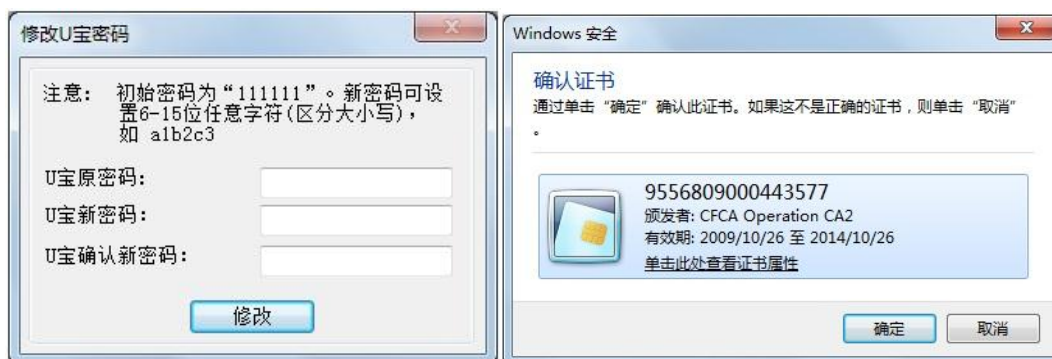 修改U宝密码
注意： 初始密码为“111111”。新密码可设
置6-15位任意字符(区分大小写)，
如 a1b2c3
U宝原密码：
U宝新密码：
U宝确认新密码：
修改
Windows 安全
确认证书
通过单击“确定”确认此证书。如果这不是正确的证书，则单击“取消”
。
9556809000443577
颁发者: CFCA Operation CA2
有效期: 2009/10/26 至 2014/10/26
单击此处查看证书属性
确定
取消